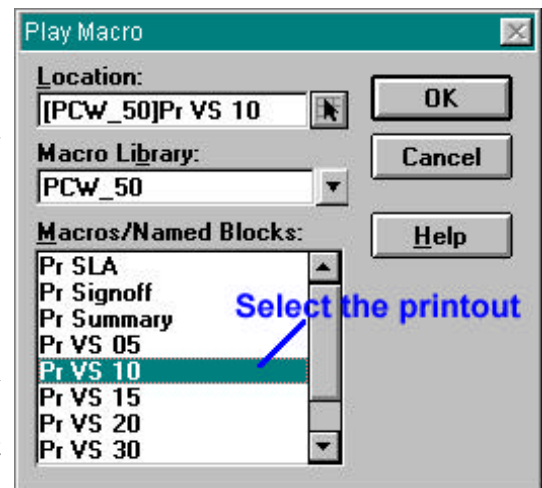 Play Macro
Location:
[PCW_50]Pr VS 10
OK
Macro Library:
Cancel
PCW_50
Macros/Named Blocks:
Help
Pr SLA
Pr Signoff
Pr Summary
Select the printout
Pr VS 05
Pr VS 10
Pr VS 15
Pr VS 20
Pr VS 30